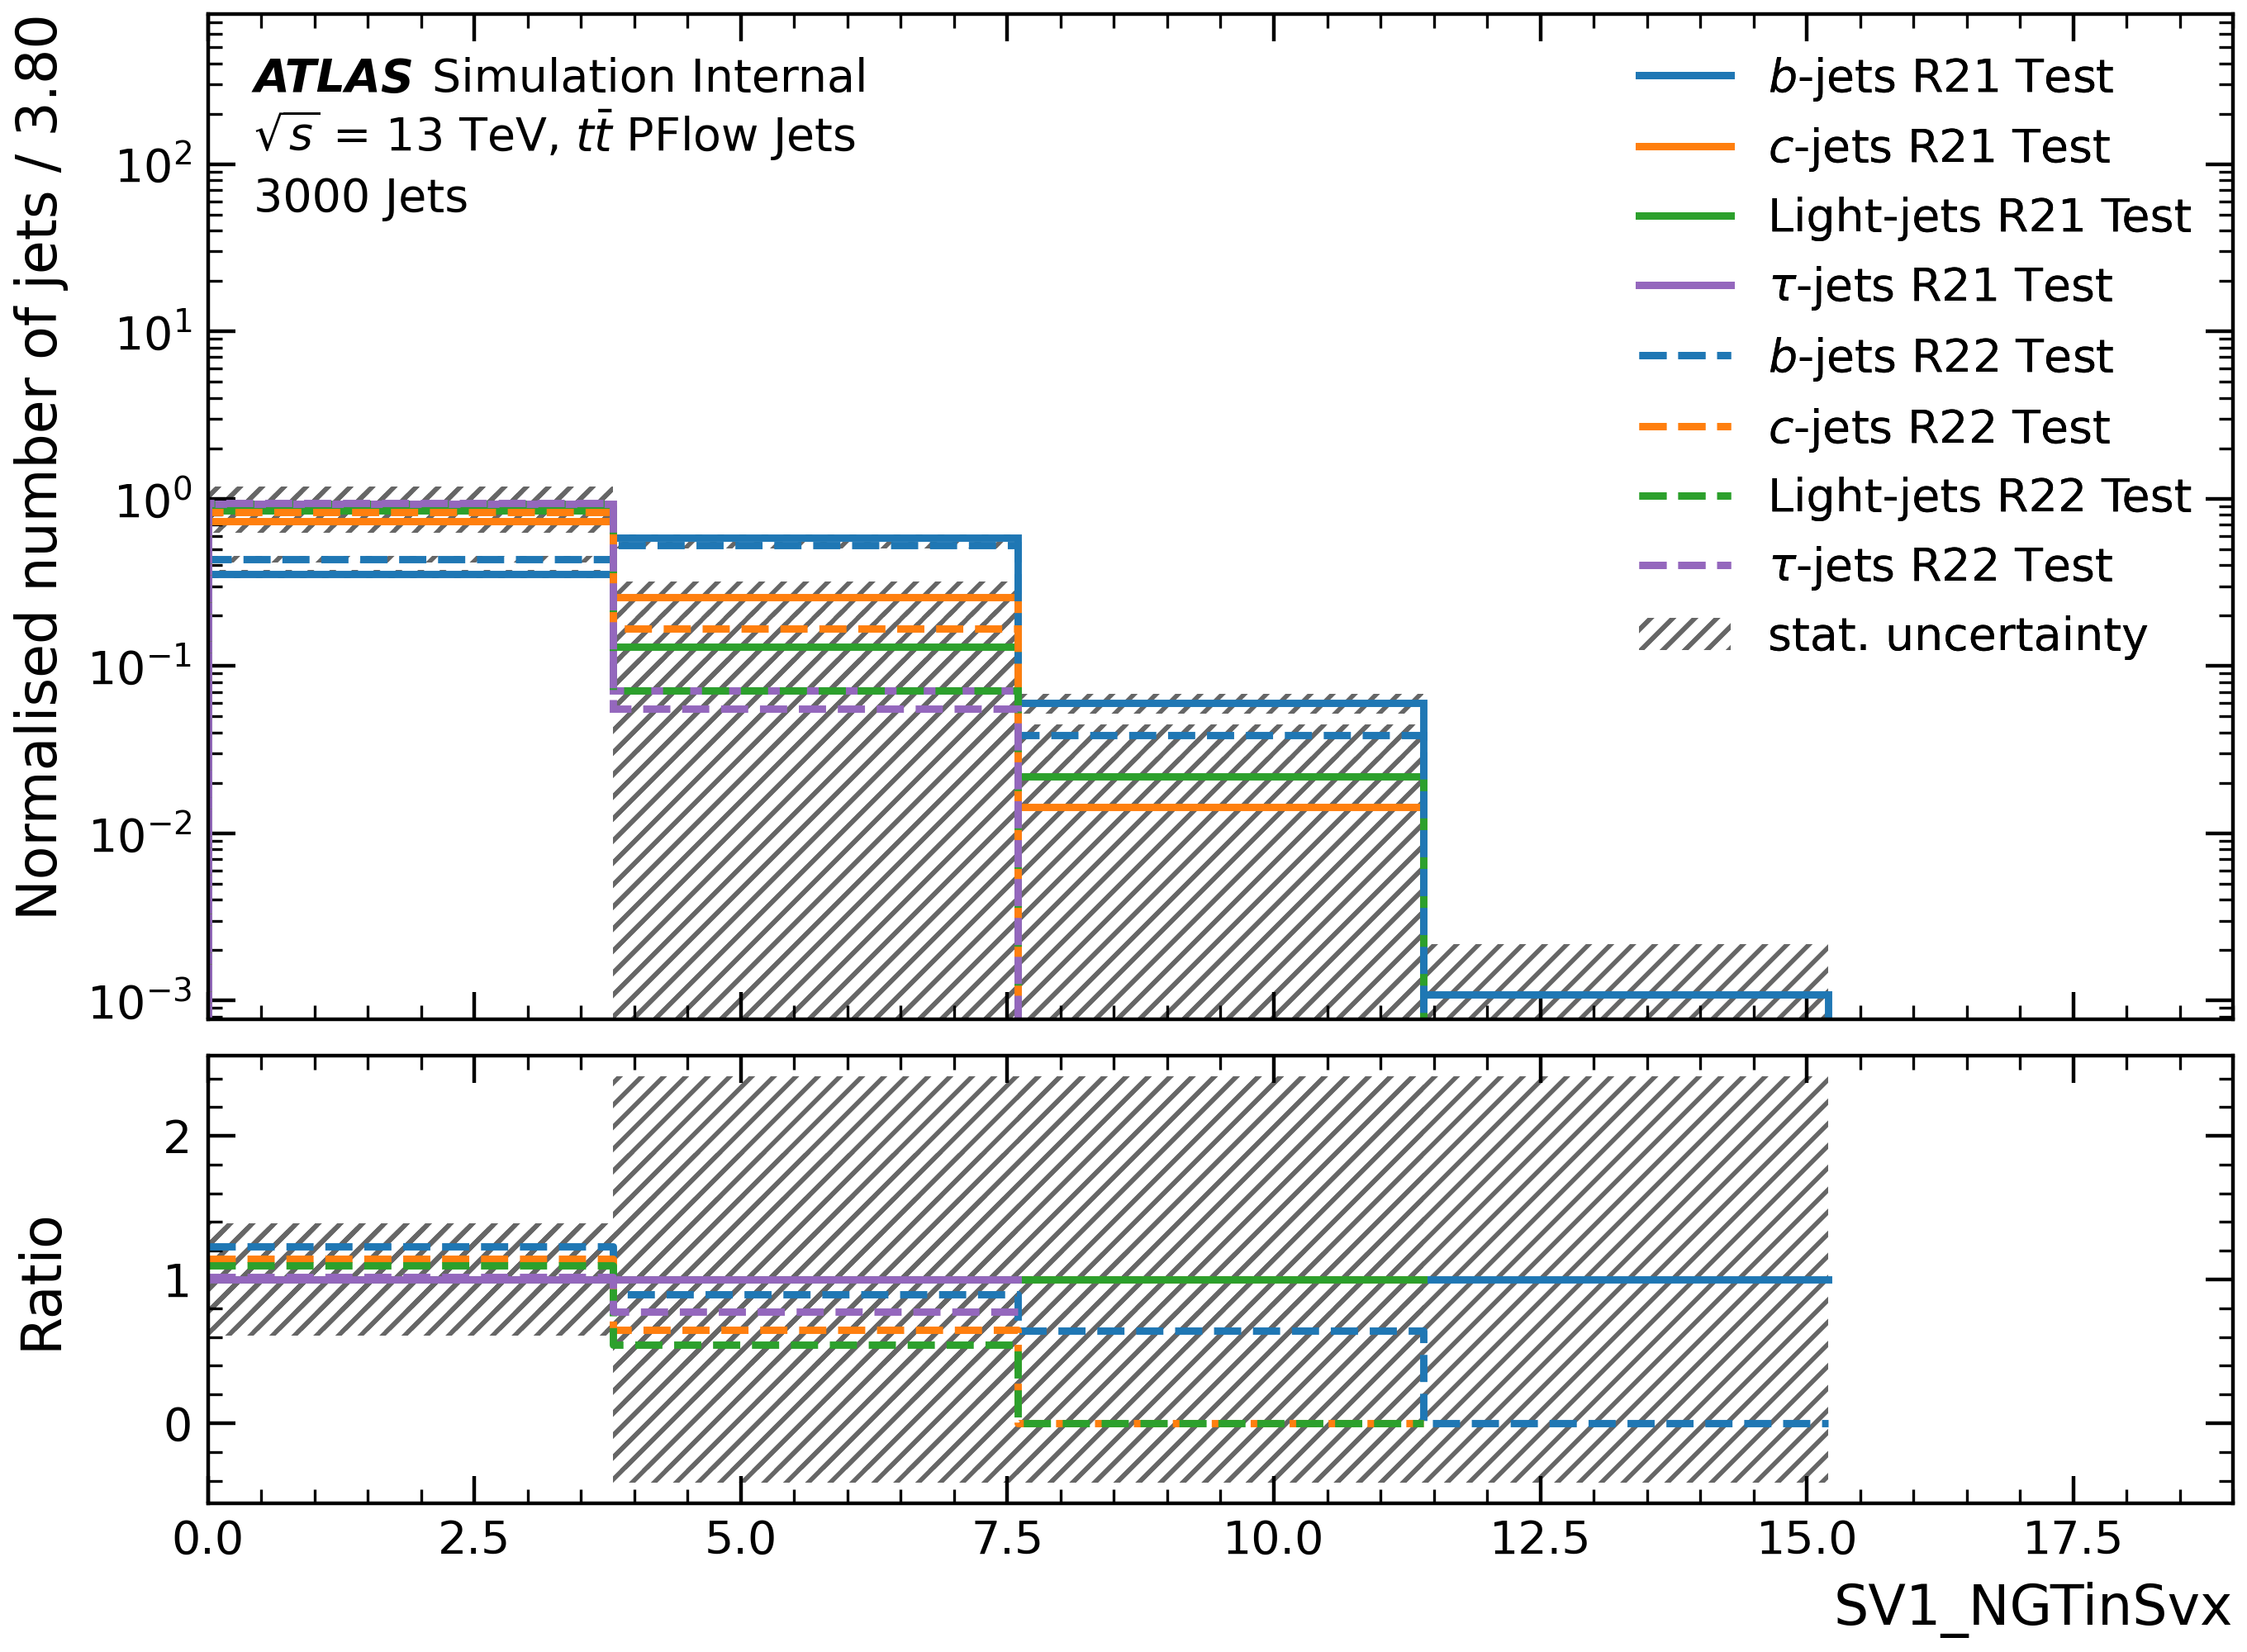 Normalised number of jets / 3.80
ATLAS Simulation Internal
√s = 13 TeV, tt̄ PFlow Jets
3000 Jets
b-jets R21 Test
c-jets R21 Test
Light-jets R21 Test
τ-jets R21 Test
b-jets R22 Test
c-jets R22 Test
Light-jets R22 Test
τ-jets R22 Test
stat. uncertainty
10²
10¹
10⁰
10⁻¹
10⁻²
10⁻³
Ratio
2
1
0
0.0 2.5 5.0 7.5 10.0 12.5 15.0 17.5
SV1_NGTinSvx